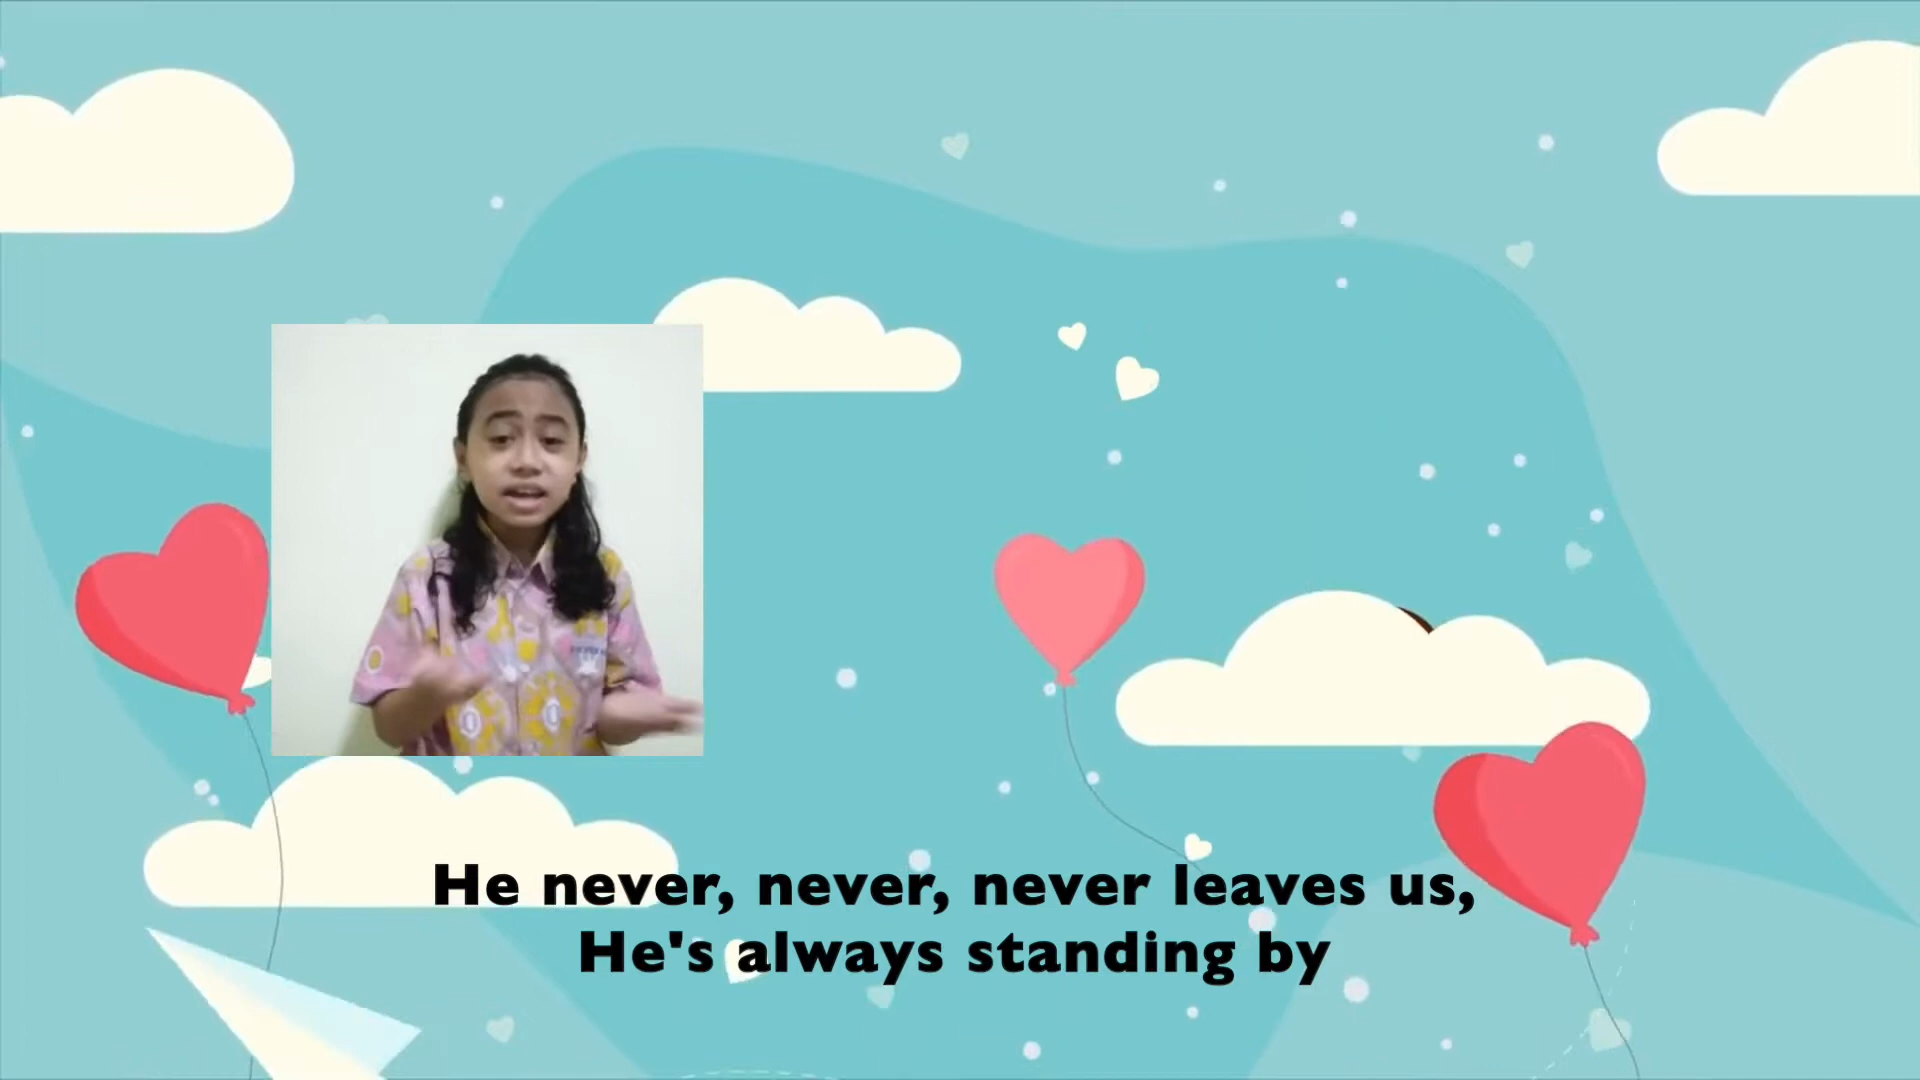 He never, never, never leaves us,
He's always standing by